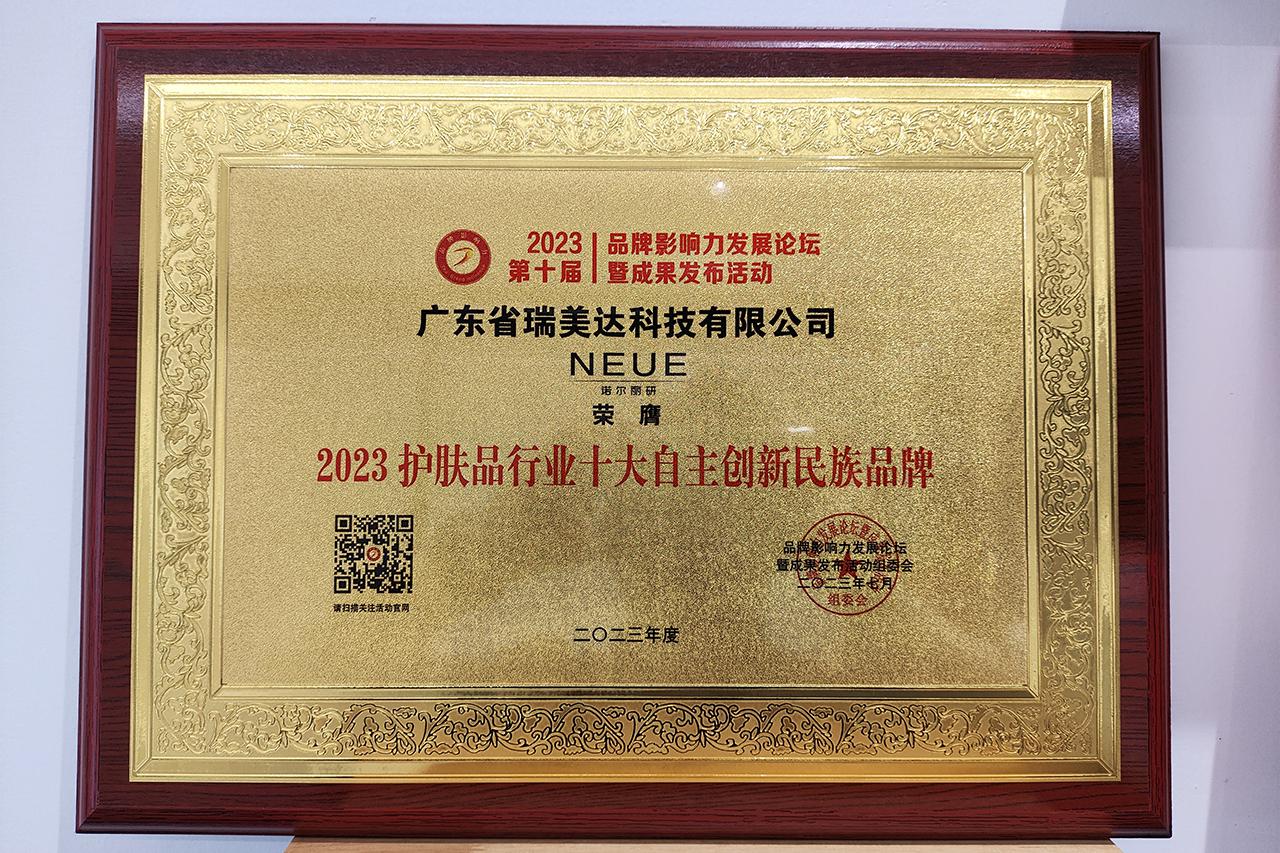 2023
第十届
品牌影响力发展论坛
暨成果发布活动
广东省瑞美达科技有限公司
NEUE
诺尔丽研
荣膺
2023 护肤品行业十大自主创新民族品牌
请扫描关注活动官网
品牌影响力发展论坛
暨成果发布活动组委会
二〇二三年七月
组委会
二〇二三年度